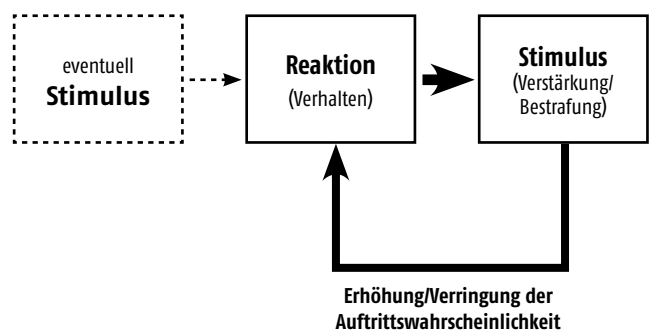 eventuell
Stimulus
Reaktion
(Verhalten)
Stimulus
(Verstärkung/
Bestrafung)
Erhöhung/Verringung der
Auftrittswahrscheinlichkeit